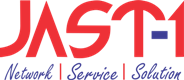 JAST-1
Network | Service | Solution